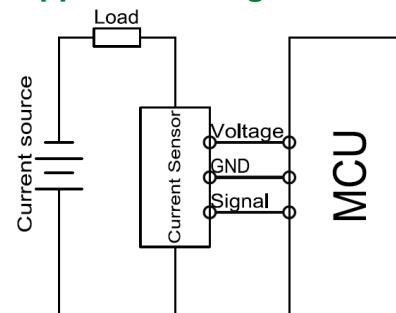 Load
Current source
Current Sensor
Voltage
GND
Signal
MCU